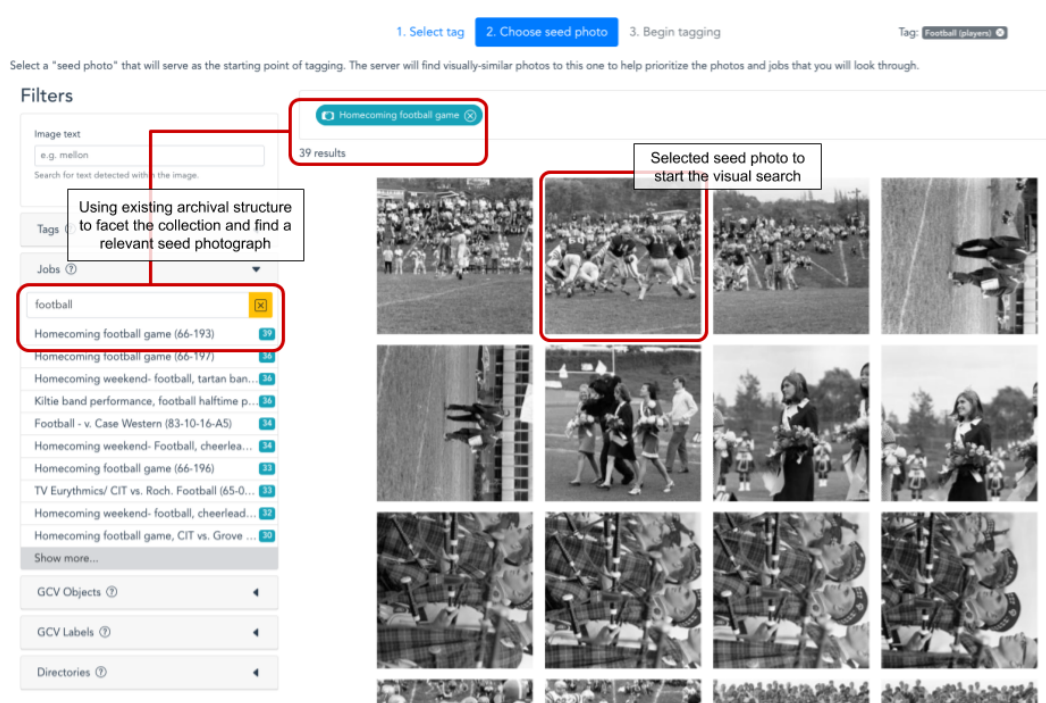 1. Select tag
2. Choose seed photo
3. Begin tagging
Tag: Football (players)
Select a "seed photo" that will serve as the starting point of tagging. The server will find visually-similar photos to this one to help prioritize the photos and jobs that you will look through.
Filters
Homecoming football game
39 results
Image text
e.g. mellon
Search for text detected within the image.
Selected seed photo to
start the visual search
Using existing archival structure
to facet the collection and find a
relevant seed photograph
Tags
Jobs
football
Homecoming football game (66-193) 39
Homecoming football game (66-197) 36
Homecoming weekend- football, tartan ban... 36
Kiltie band performance, football halftime p... 36
Football - v. Case Western (83-10-16-A5) 34
Homecoming weekend- Football, cheerlea... 34
Homecoming football game (66-196) 33
TV Eurythmics/ CIT vs. Roch. Football (65-0... 33
Homecoming weekend- football, cheerlead... 32
Homecoming football game, CIT vs. Grove ... 30
Show more...
GCV Objects
GCV Labels
Directories